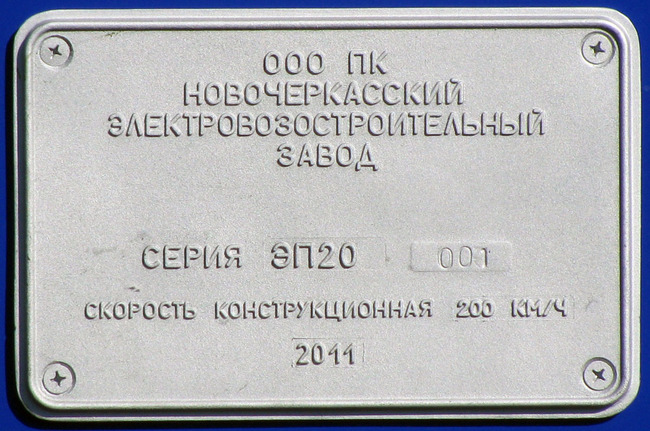 ООО ПК
НОВОЧЕРКАССКИЙ
ЭЛЕКТРОВОЗОСТРОИТЕЛЬНЫЙ
ЗАВОД
СЕРИЯ ЭП20 001
СКОРОСТЬ КОНСТРУКЦИОННАЯ 200 КМ/Ч
2011